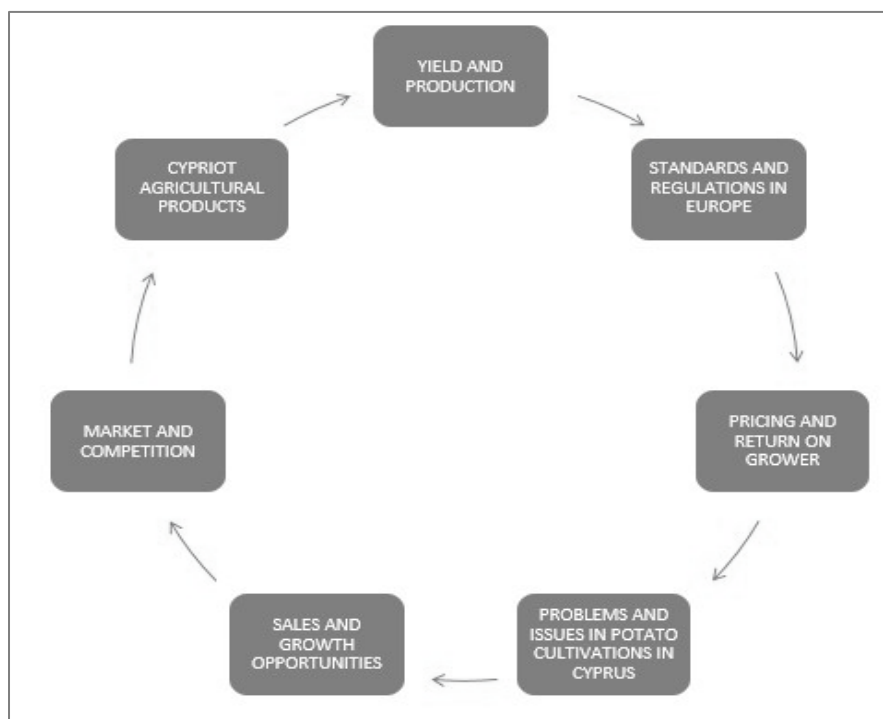 YIELD AND
PRODUCTION
STANDARDS AND
REGULATIONS IN
EUROPE
PRICING AND
RETURN ON
GROWER
PROBLEMS AND
ISSUES IN POTATO
CULTIVATIONS IN
CYPRUS
SALES AND
GROWTH
OPPORTUNITIES
MARKET AND
COMPETITION
CYPRIOT
AGRICULTURAL
PRODUCTS